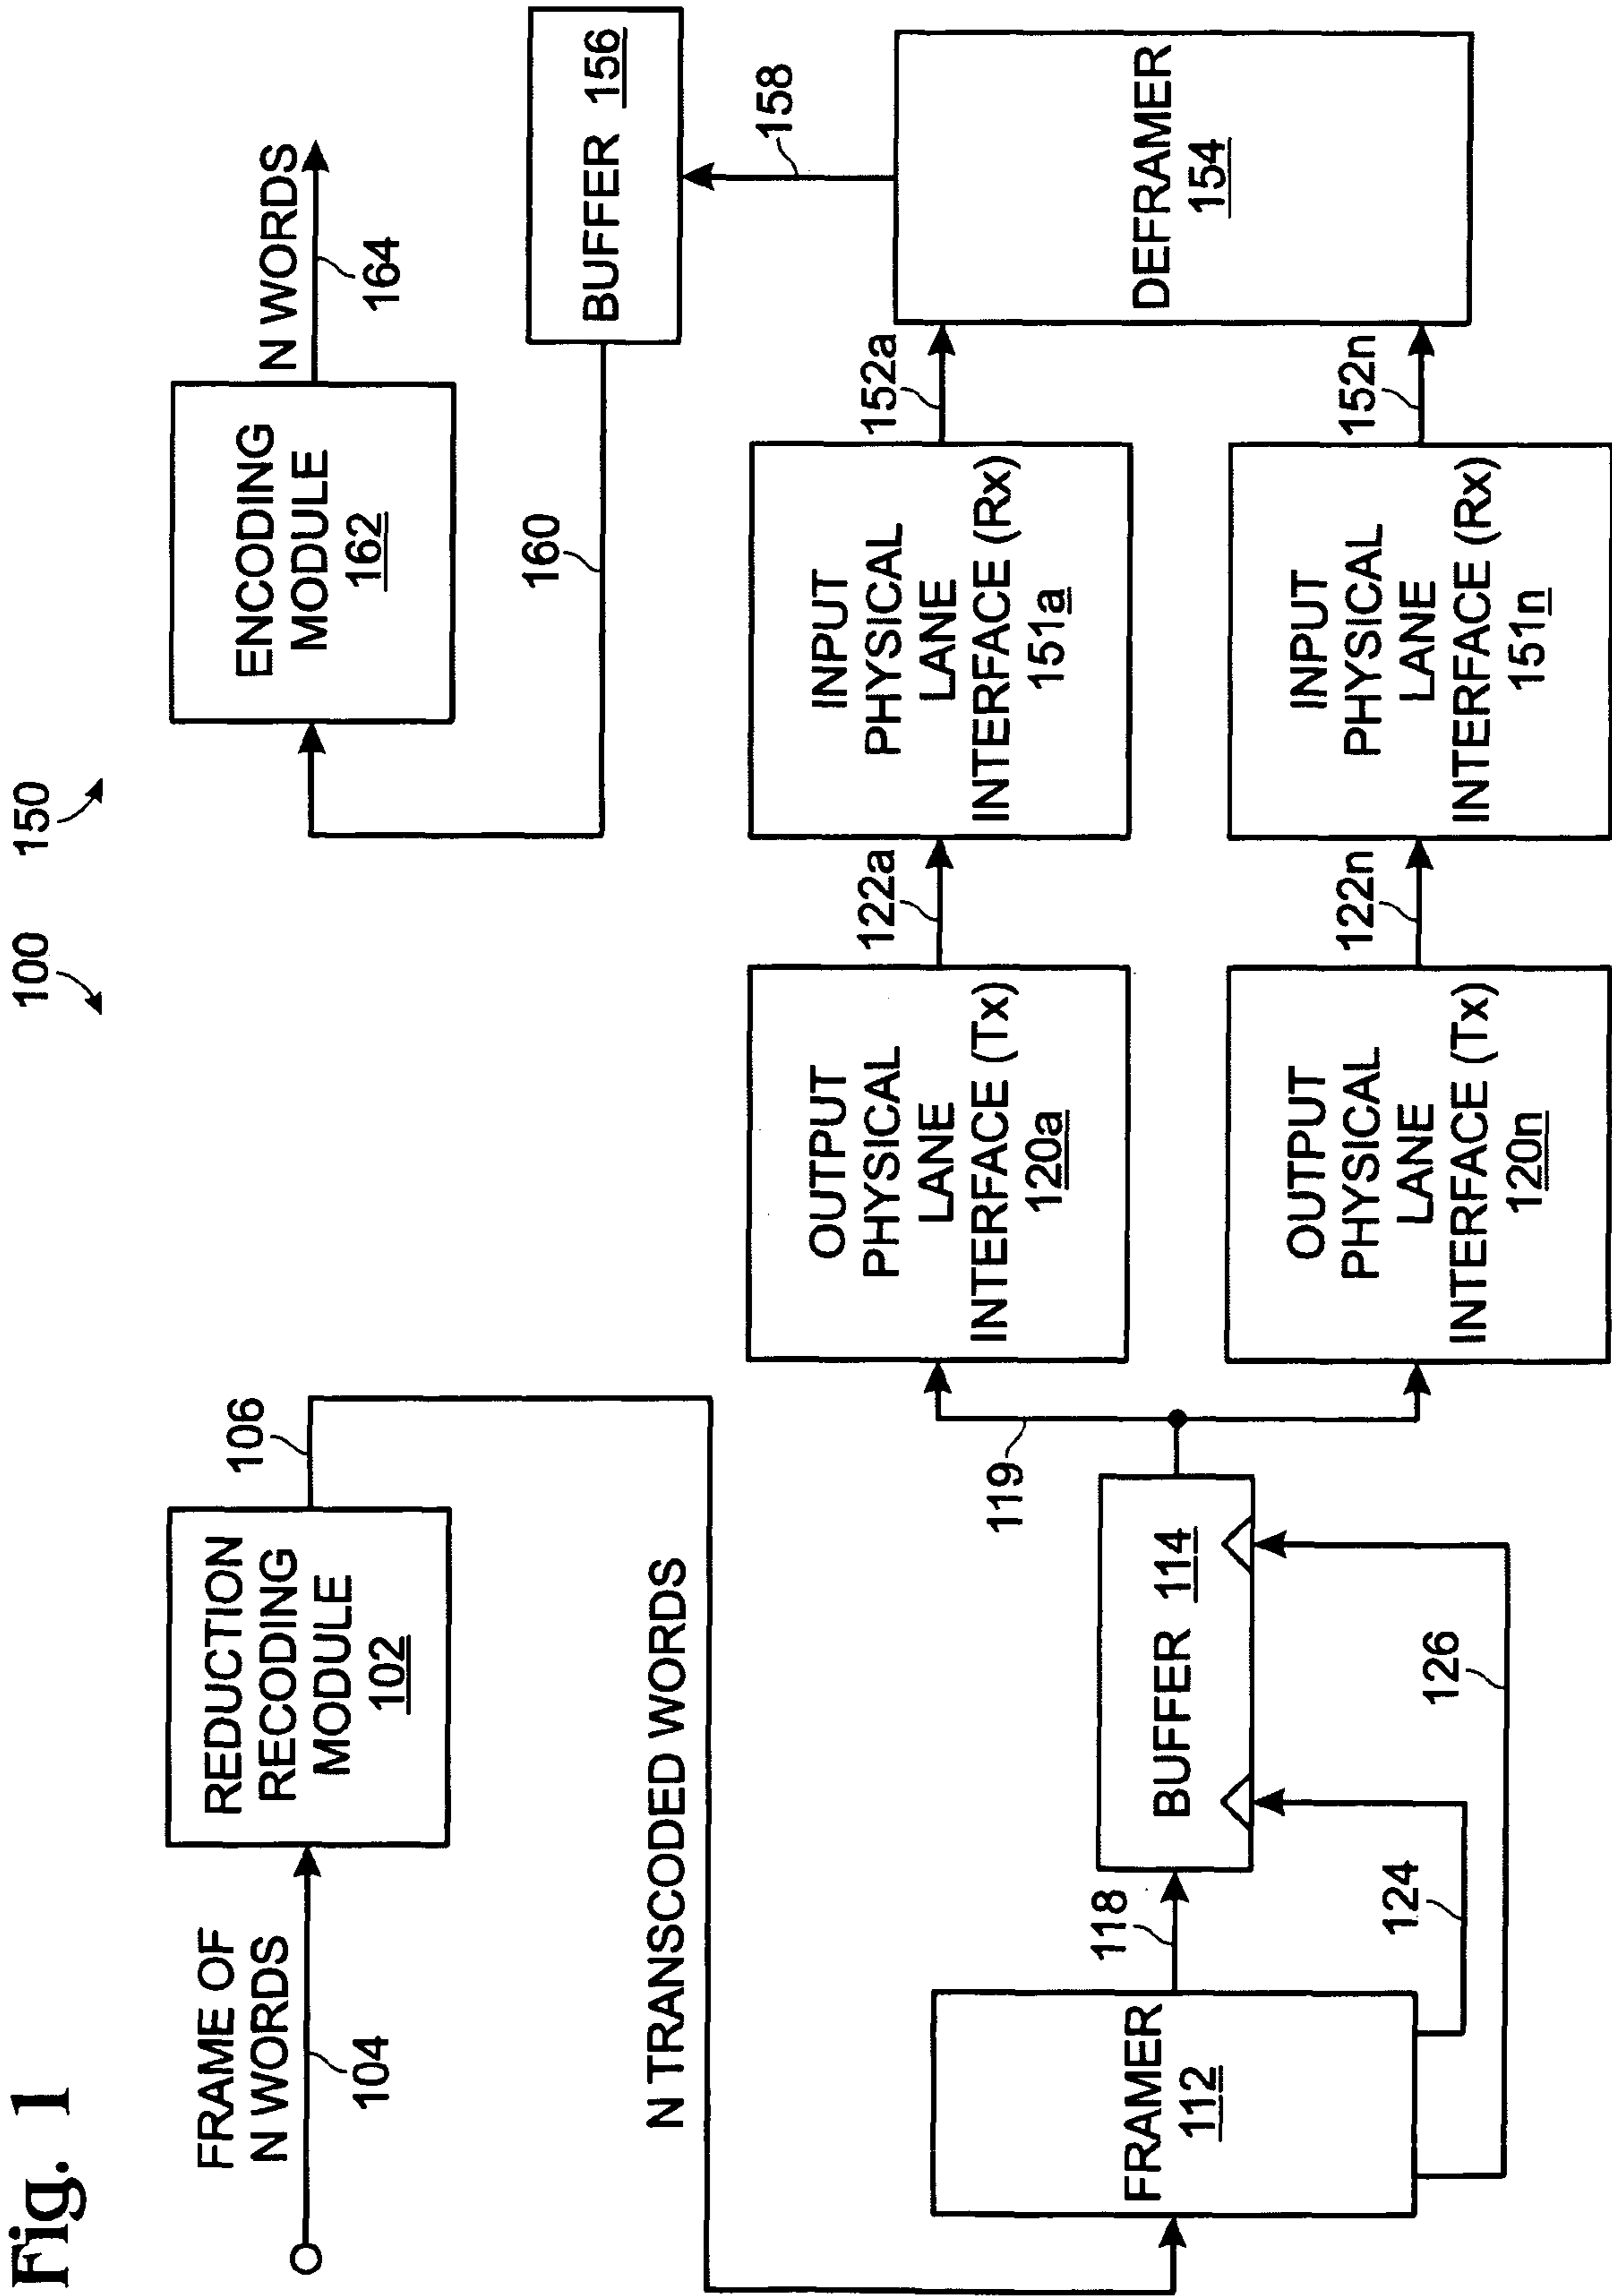 Fig. 1
100
150
FRAME OF
N WORDS
104
REDUCTION
RECODING
MODULE
102
106
N TRANSCODED WORDS
FRAMER
112
118
BUFFER 114
124
126
119
OUTPUT
PHYSICAL
LANE
INTERFACE (Tx)
120a
OUTPUT
PHYSICAL
LANE
INTERFACE (Tx)
120n
122a
122n
INPUT
PHYSICAL
LANE
INTERFACE (Rx)
151a
INPUT
PHYSICAL
LANE
INTERFACE (Rx)
151n
152a
152n
DEFRAMER
154
158
BUFFER 156
160
ENCODING
MODULE
162
N WORDS
164